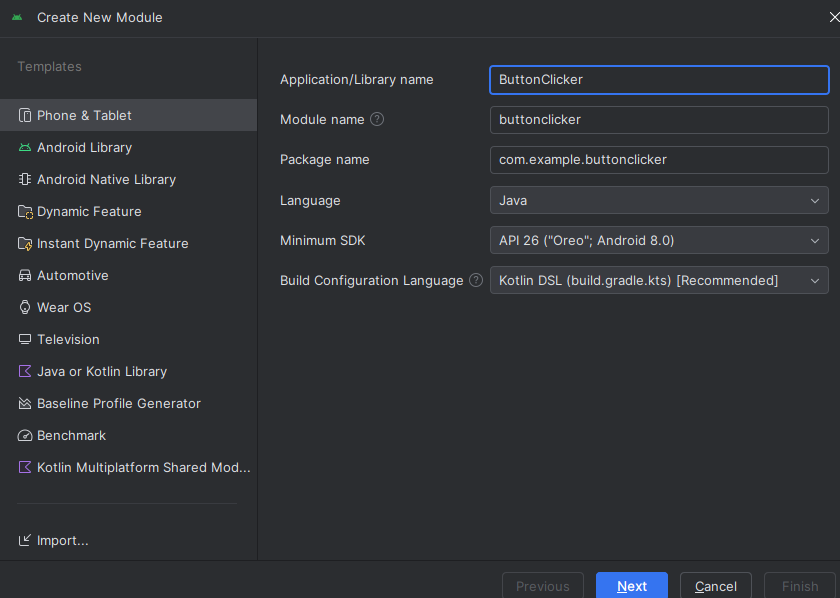 Create New Module
Templates
Phone & Tablet
Android Library
Android Native Library
Dynamic Feature
Instant Dynamic Feature
Automotive
Wear OS
Television
Java or Kotlin Library
Baseline Profile Generator
Benchmark
Kotlin Multiplatform Shared Mod...
Import...
Application/Library name ButtonClicker
Module name ? buttonclicker
Package name com.example.buttonclicker
Language Java
Minimum SDK API 26 ("Oreo"; Android 8.0)
Build Configuration Language ? Kotlin DSL (build.gradle.kts) [Recommended]
Previous Next Cancel Finish